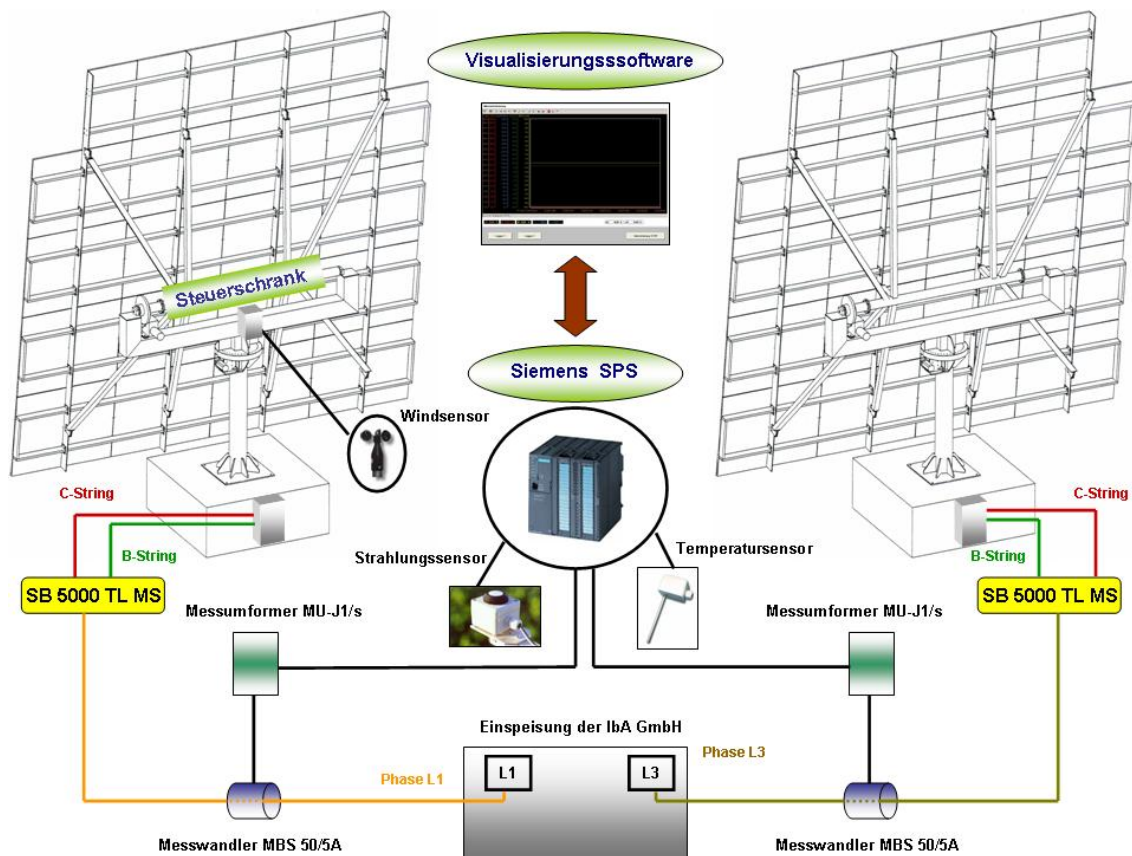 Visualisierungsssoftware
Steuerschrank
Siemens SPS
Windsensor
C-String
C-String
B-String
Strahlungssensor
Temperatursensor
B-String
SB 5000 TL MS
SB 5000 TL MS
Messumformer MU-J1/s
Messumformer MU-J1/s
Einspeisung der IbA GmbH
Phase L3
L1
L3
Phase L1
Messwandler MBS 50/5A
Messwandler MBS 50/5A